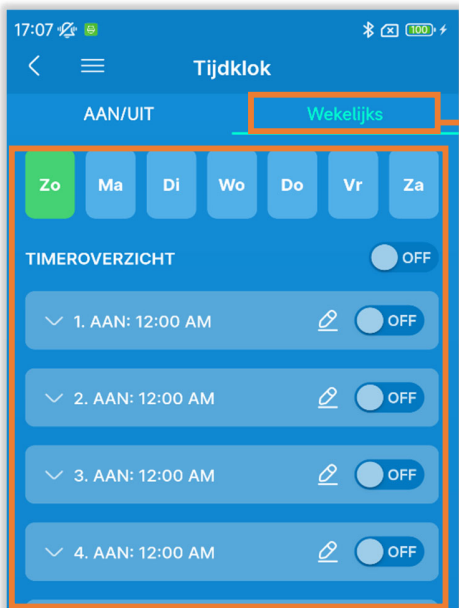 17:07 100
Tijdklok
AAN/UIT Wekelijks
Zo Ma Di Wo Do Vr Za
TIMEROVERZICHT OFF
1. AAN: 12:00 AM OFF
2. AAN: 12:00 AM OFF
3. AAN: 12:00 AM OFF
4. AAN: 12:00 AM OFF